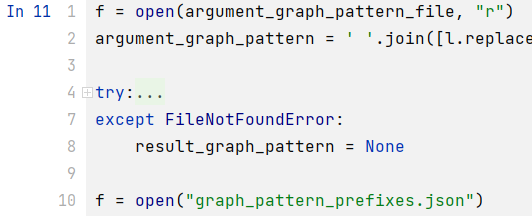 In 11 1 f = open(argument_graph_pattern_file, "r")
2 argument_graph_pattern = ' '.join([l.replace
3
4 try:...
7 except FileNotFoundError:
8     result_graph_pattern = None
9
10 f = open("graph_pattern_prefixes.json")